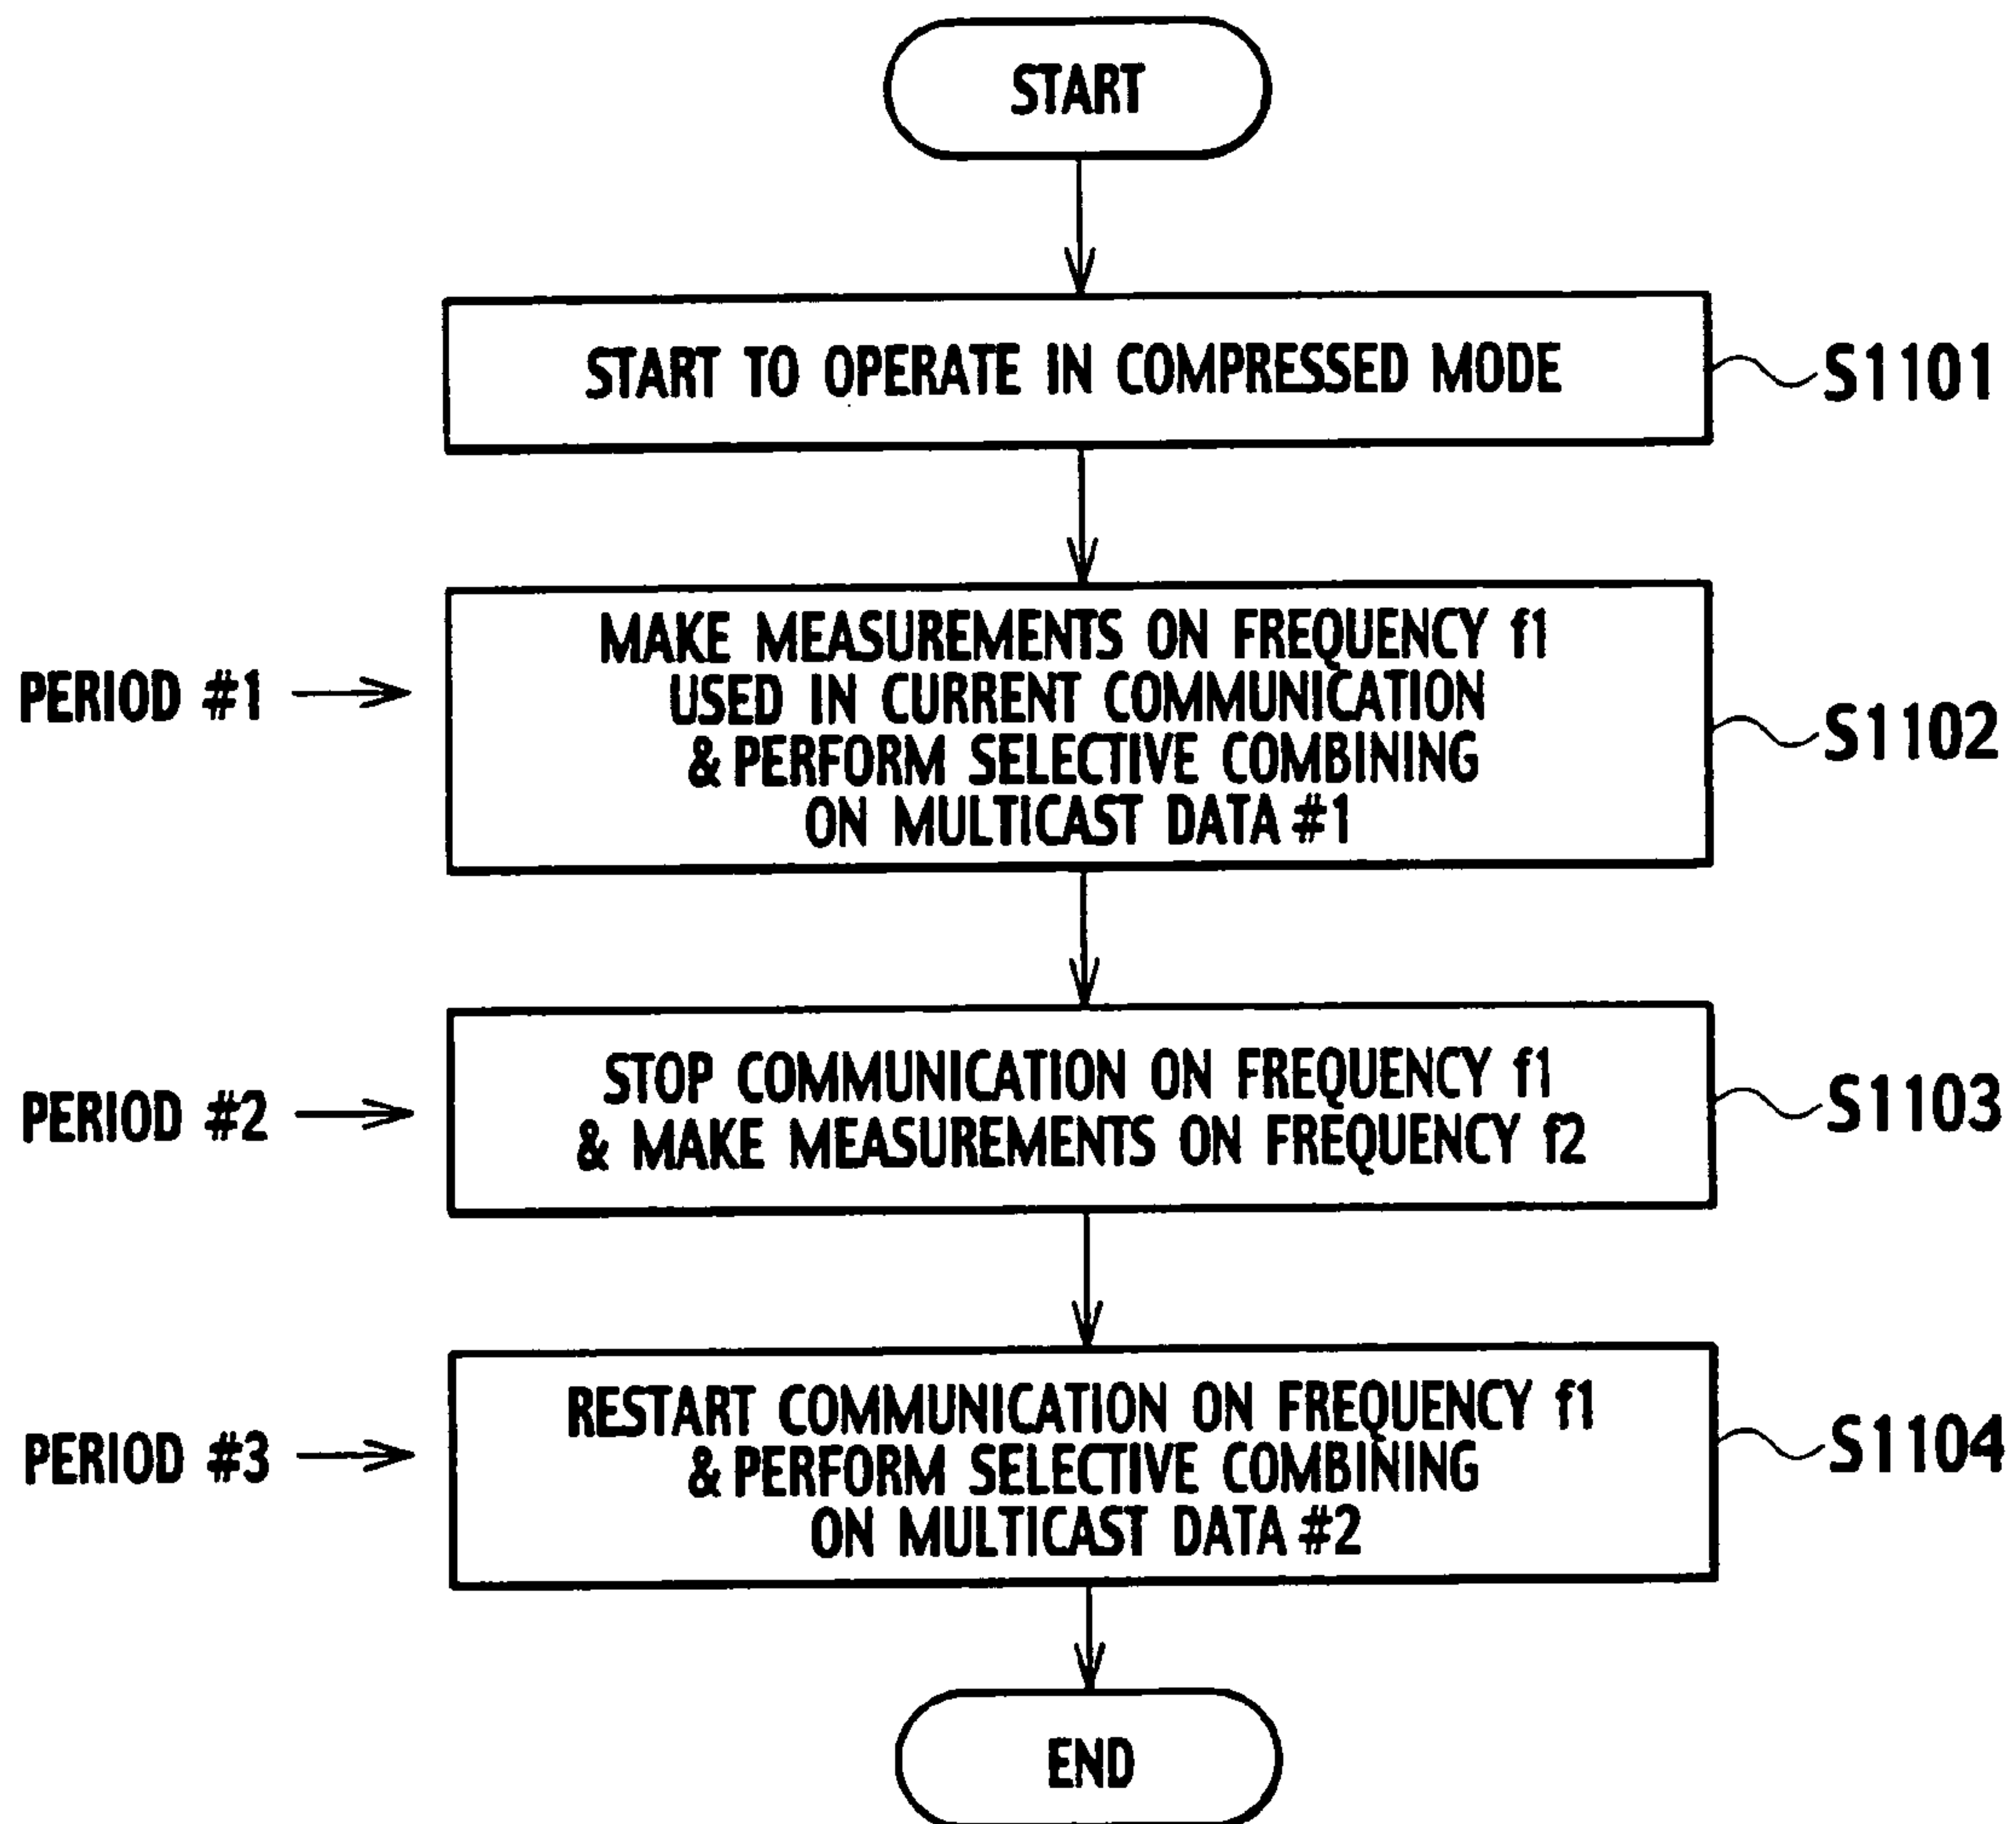 START
START TO OPERATE IN COMPRESSED MODE
S1101
PERIOD #1
MAKE MEASUREMENTS ON FREQUENCY f1
USED IN CURRENT COMMUNICATION
& PERFORM SELECTIVE COMBINING
ON MULTICAST DATA #1
S1102
PERIOD #2
STOP COMMUNICATION ON FREQUENCY f1
& MAKE MEASUREMENTS ON FREQUENCY f2
S1103
PERIOD #3
RESTART COMMUNICATION ON FREQUENCY f1
& PERFORM SELECTIVE COMBINING
ON MULTICAST DATA #2
S1104
END